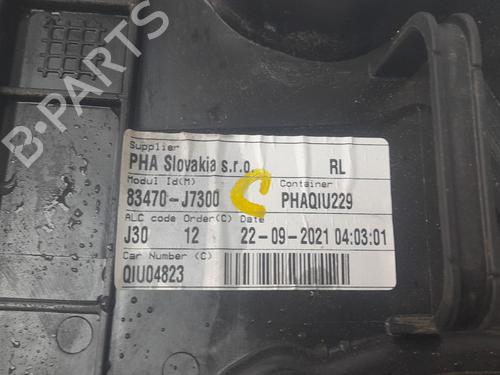 Supplier
PHA Slovakia s.r.o. RL
Modul Id(M) Container
83470-J7300 C PHAQIU229
ALC code Order(C) Date
J30 12 22-09-2021 04:03:01
Car Number (C)
QIU04823
B-PARTS